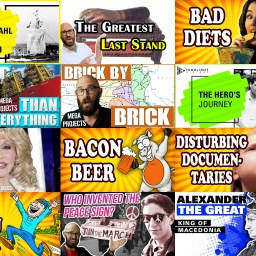 AHL
THE GREATEST
LAST STAND
BAD
DIETS
MEGA
PROJECTS
THAN
EVERYTHING
BRICK BY
MEGA
PROJECTS
BRICK
THE HERO'S
JOURNEY
BACON
BEER
DISTURBING
DOCUMEN-
TARIES
WHO INVENTED THE
PEACE SIGN?
JOIN THE MARCH
ALEXANDER
THE GREAT
KING OF
MACEDONIA